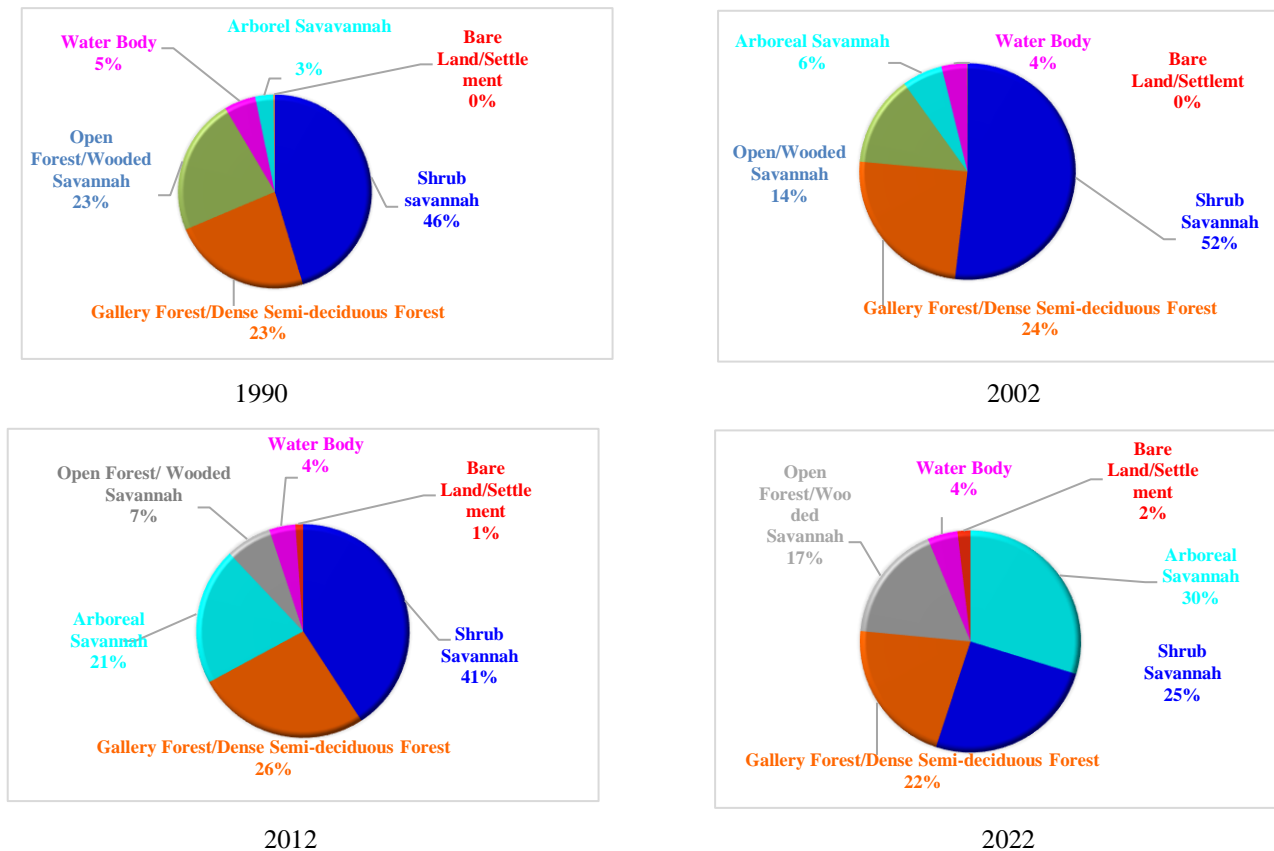 Arborel Savavannah
3%
Water Body
5%
Bare
Land/Settle
ment
0%
Open
Forest/Wooded
Savannah
23%
Shrub
savannah
46%
Gallery Forest/Dense Semi-deciduous Forest
23%
1990
Arboreal Savannah
6%
Water Body
4%
Bare
Land/Settlemt
0%
Open/Wooded
Savannah
14%
Shrub
Savannah
52%
Gallery Forest/Dense Semi-deciduous Forest
24%
2002
Water Body
4%
Open Forest/ Wooded
Savannah
7%
Bare
Land/Settle
ment
1%
Arboreal
Savannah
21%
Shrub
Savannah
41%
Gallery Forest/Dense Semi-deciduous Forest
26%
2012
Open
Forest/Woo
ded
Savannah
17%
Water Body
4%
Bare
Land/Settle
ment
2%
Arboreal
Savannah
30%
Shrub
Savannah
25%
Gallery Forest/Dense Semi-deciduous Forest
22%
2022